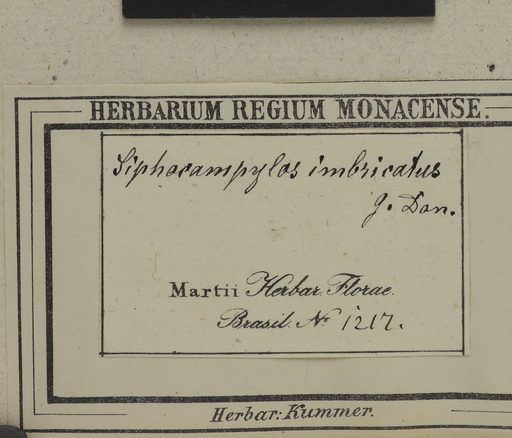 HERBARIUM REGIUM MONACENSE.
Siphocampylos imbricatus
G. Don.
Martii Herbar. Florae.
Brasil. No 1217.
Herbar: Kummer.